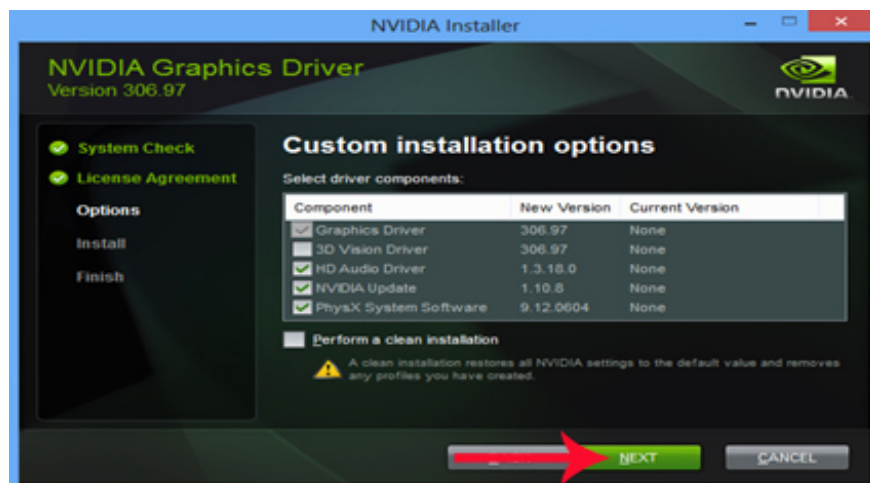 NVIDIA Installer
NVIDIA Graphics Driver
Version 306.97
NVIDIA.
System Check
License Agreement
Options
Install
Finish
Custom installation options
Select driver components:
Component New Version Current Version
Graphics Driver 306.97 None
3D Vision Driver 306.97 None
HD Audio Driver 1.3.18.0 None
NVIDIA Update 1.10.8 None
PhysX System Software 9.12.0604 None
Perform a clean installation
A clean installation restores all NVIDIA settings to the default value and removes
any profiles you have created.
NEXT CANCEL